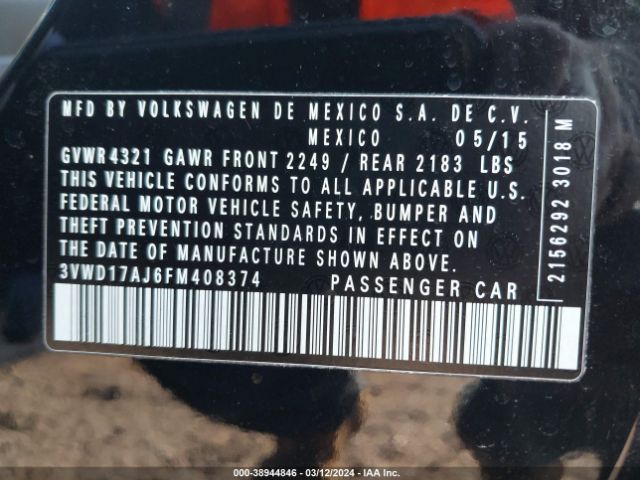 MFD BY VOLKSWAGEN DE MEXICO S.A. DE C.V.
MEXICO 05/15
GVWR 4321 GAWR FRONT 2249 / REAR 2183 LBS
THIS VEHICLE CONFORMS TO ALL APPLICABLE U.S.
FEDERAL MOTOR VEHICLE SAFETY, BUMPER AND
THEFT PREVENTION STANDARDS IN EFFECT ON
THE DATE OF MANUFACTURE SHOWN ABOVE.
3VWD17AJ6FM408374 PASSENGER CAR
2156292 3018 M
000-38944846 - 03/12/2024 - IAA Inc.